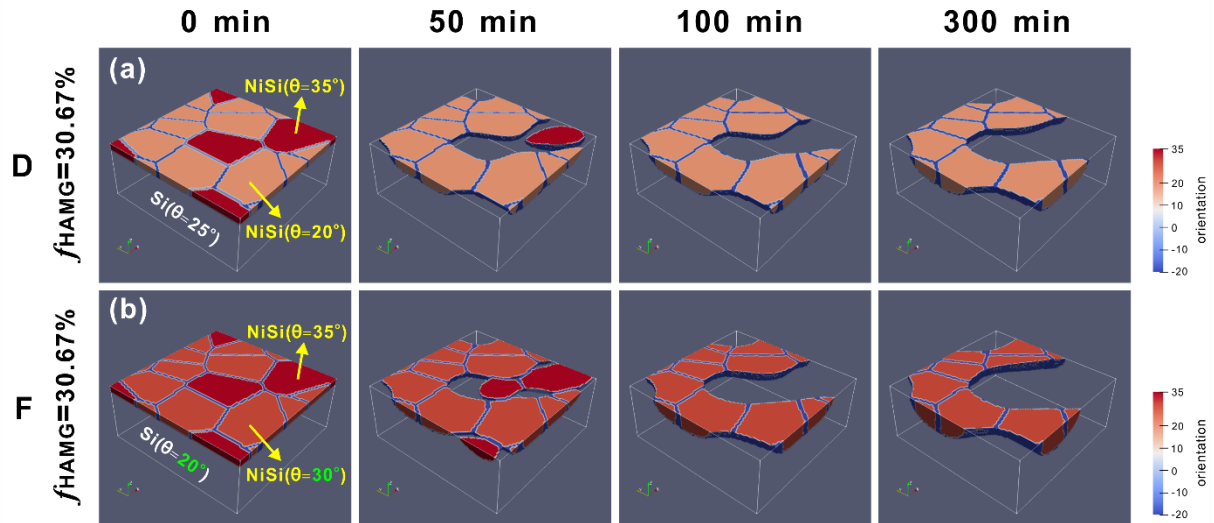 0 min 50 min 100 min 300 min
D
fHAMG=30.67%
(a)
NiSi(θ=35°)
Si(θ=25°)
NiSi(θ=20°)
35
20
10
0
-10
-20
orientation
F
fHAMG=30.67%
(b)
NiSi(θ=35°)
Si(θ=20°)
NiSi(θ=30°)
35
20
10
0
-10
-20
orientation